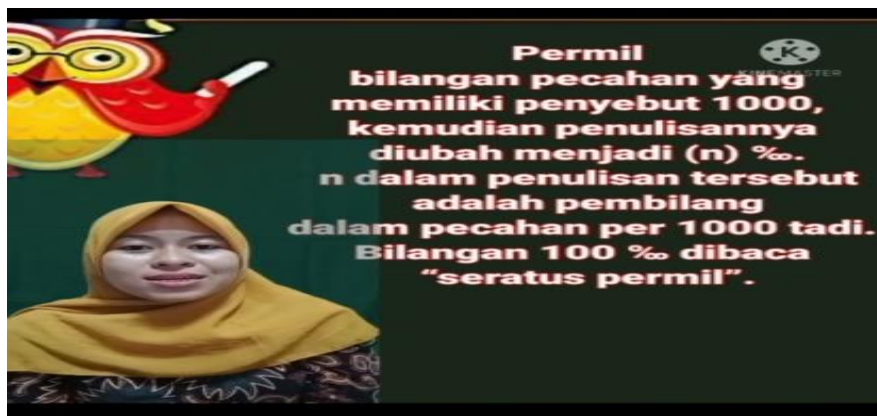 Permil
KINEMASTER
bilangan pecahan yang
memiliki penyebut 1000,
kemudian penulisannya
diubah menjadi (n) ‰.
n dalam penulisan tersebut
adalah pembilang
dalam pecahan per 1000 tadi.
Bilangan 100 ‰ dibaca
“seratus permil”.